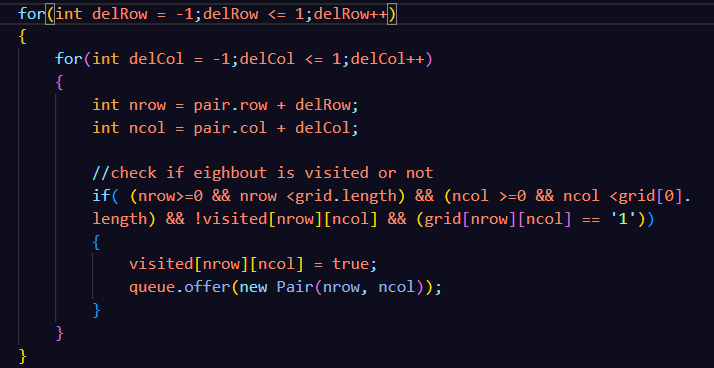 for(int delRow = -1;delRow <= 1;delRow++)
{
for(int delCol = -1;delCol <= 1;delCol++)
{
int nrow = pair.row + delRow;
int ncol = pair.col + delCol;
//check if eighbout is visited or not
if( (nrow>=0 && nrow <grid.length) && (ncol >=0 && ncol <grid[0].
length) && !visited[nrow][ncol] && (grid[nrow][ncol] == '1'))
{
visited[nrow][ncol] = true;
queue.offer(new Pair(nrow, ncol));
}
}
}